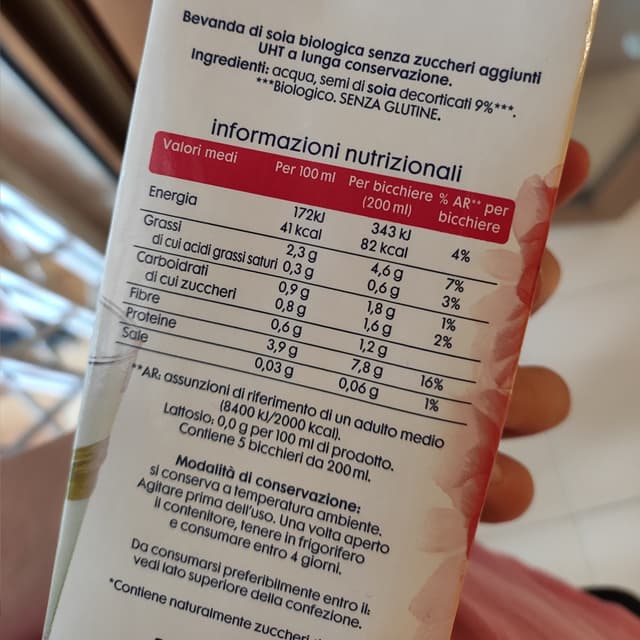 Bevanda di soia biologica senza zuccheri aggiunti
UHT a lunga conservazione.
Ingredienti: acqua, semi di soia decorticati 9%***.
***Biologico. SENZA GLUTINE.
informazioni nutrizionali
Valori medi Per 100 ml Per bicchiere (200 ml) % AR** per bicchiere
Energia 172kJ 343 kJ
41 kcal 82 kcal 4%
Grassi 2,3 g 4,6 g 7%
di cui acidi grassi saturi 0,3 g 0,6 g 3%
Carboidrati 0,9 g 1,8 g 1%
di cui zuccheri 0,8 g 1,6 g 2%
Fibre 0,6 g 1,2 g
Proteine 3,9 g 7,8 g 16%
Sale 0,03 g 0,06 g 1%
**AR: assunzioni di riferimento di un adulto medio
(8400 kJ/2000 kcal).
Lattosio: 0,0 g per 100 ml di prodotto.
Contiene 5 bicchieri da 200 ml.
Modalità di conservazione:
si conserva a temperatura ambiente.
Agitare prima dell'uso. Una volta aperto
il contenitore, tenere in frigorifero
e consumare entro 4 giorni.
Da consumarsi preferibilmente entro il:
vedi lato superiore della confezione.
*Contiene naturalmente zuccheri